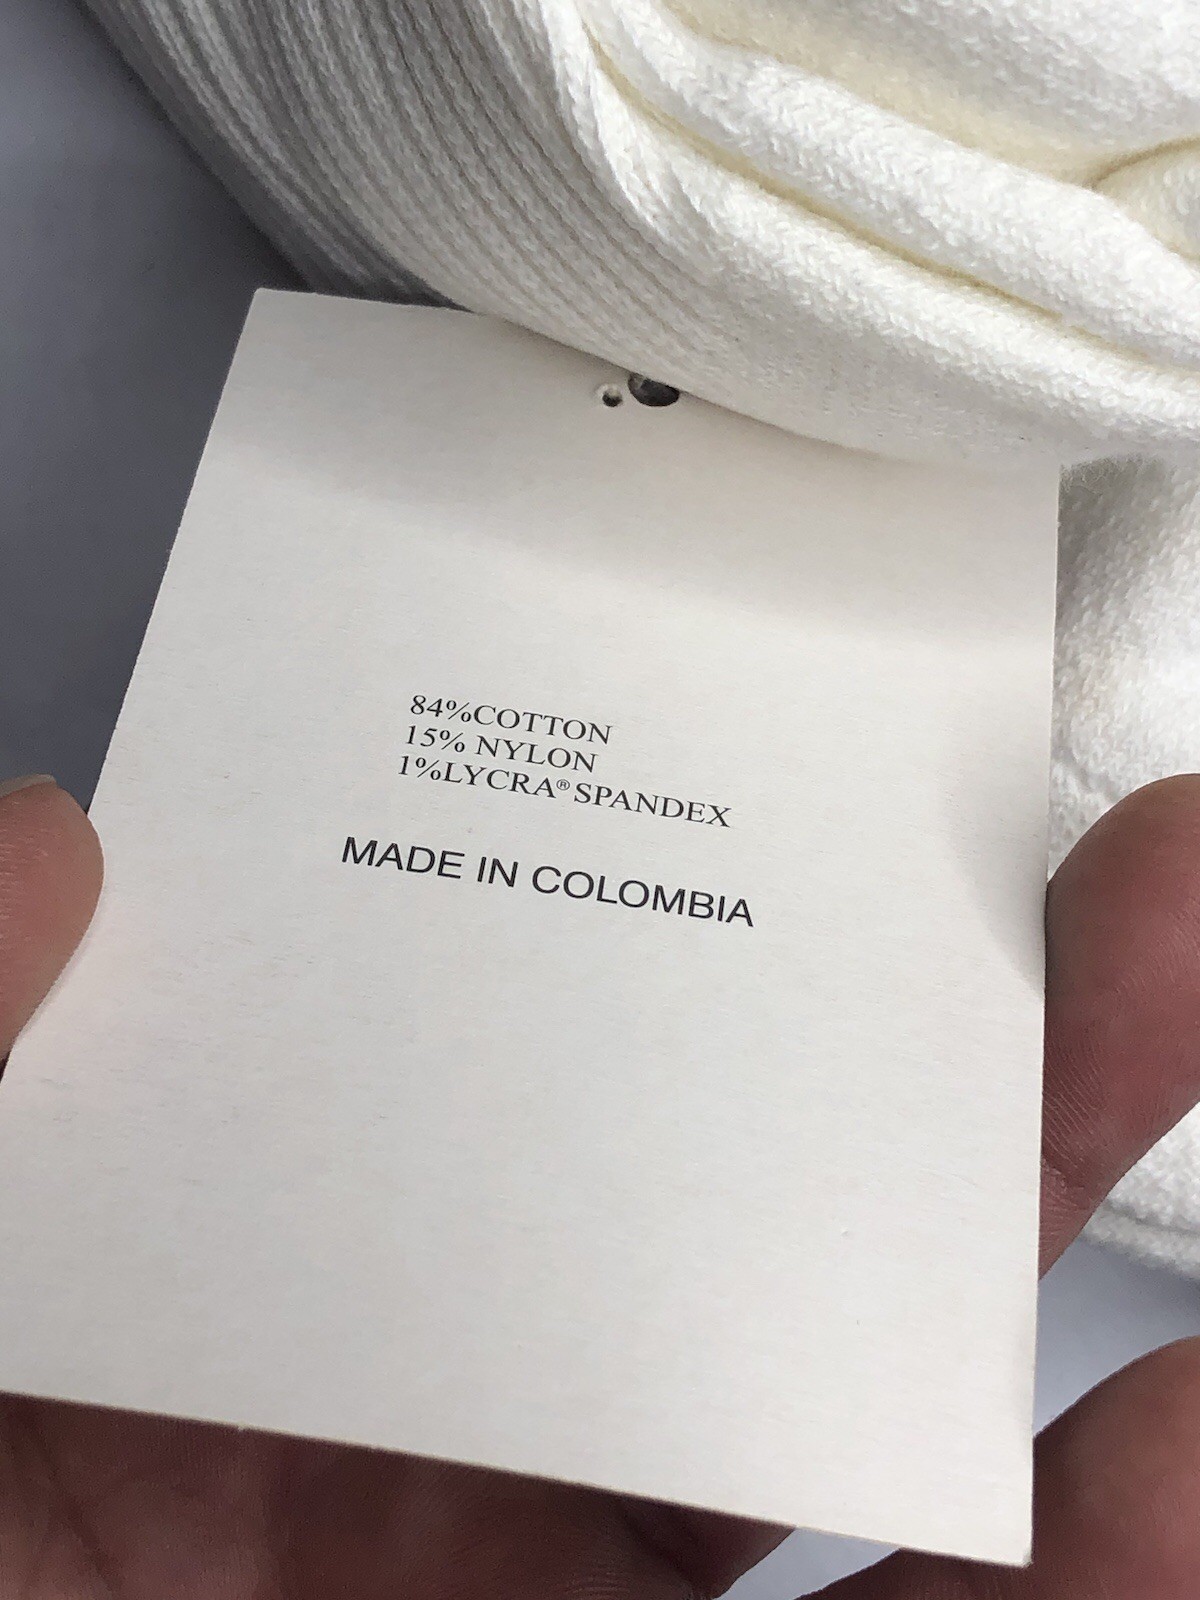 84%COTTON
15% NYLON
1%LYCRA® SPANDEX
MADE IN COLOMBIA